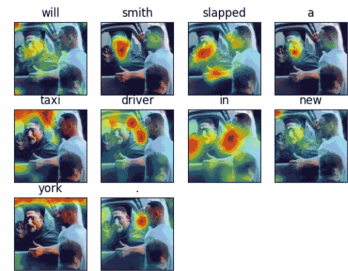 will smith slapped a
taxi driver in new
york .